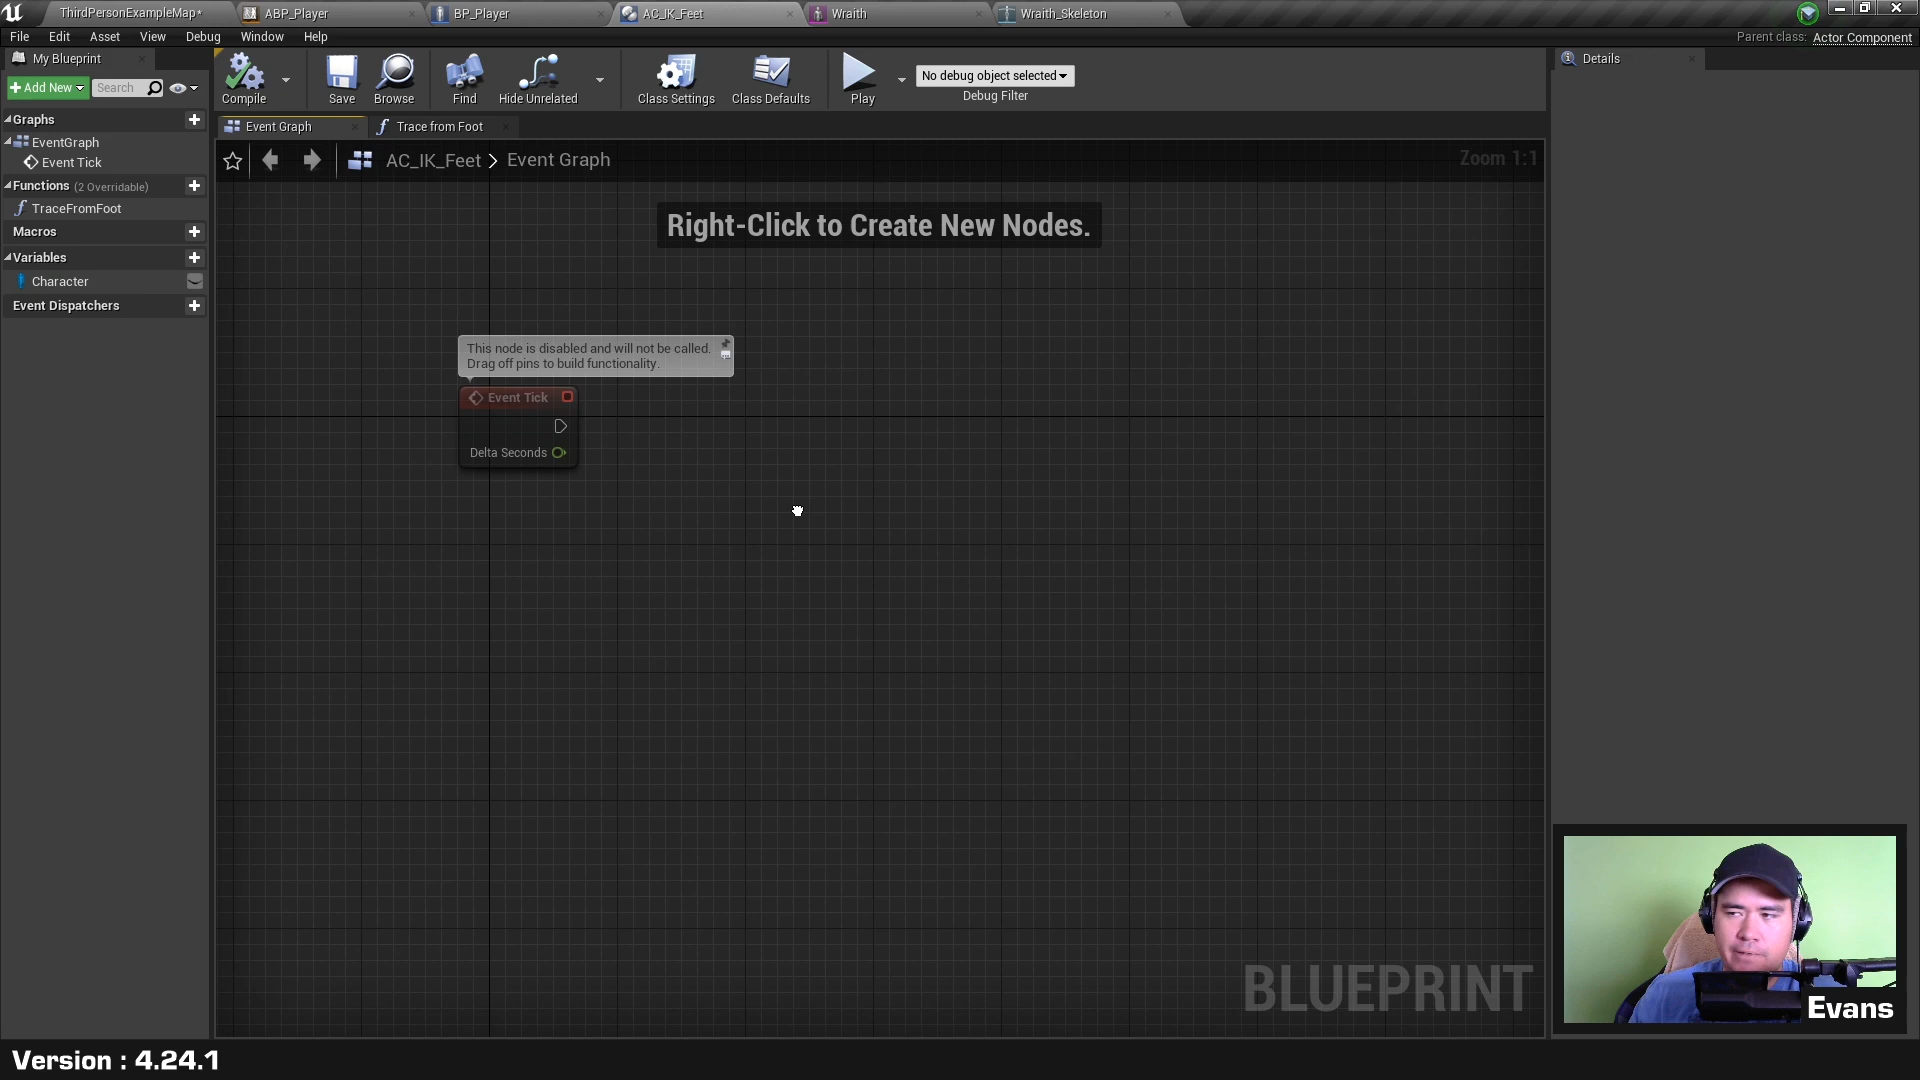 ThirdPersonExampleMap*
ABP_Player
BP_Player
AC_IK_Feet
Wraith
Wraith_Skeleton
File
Edit
Asset
View
Debug
Window
Help
Parent class: Actor Component
My Blueprint
Add New
Search
Compile
Save
Browse
Find
Hide Unrelated
Class Settings
Class Defaults
Play
No debug object selected
Debug Filter
Details
Graphs
EventGraph
Event Tick
Functions (2 Overridable)
TraceFromFoot
Macros
Variables
Character
Event Dispatchers
Event Graph
Trace from Foot
AC_IK_Feet > Event Graph
Zoom 1:1
Right-Click to Create New Nodes.
This node is disabled and will not be called.
Drag off pins to build functionality.
Event Tick
Delta Seconds
BLUEPRINT
Evans
Version : 4.24.1